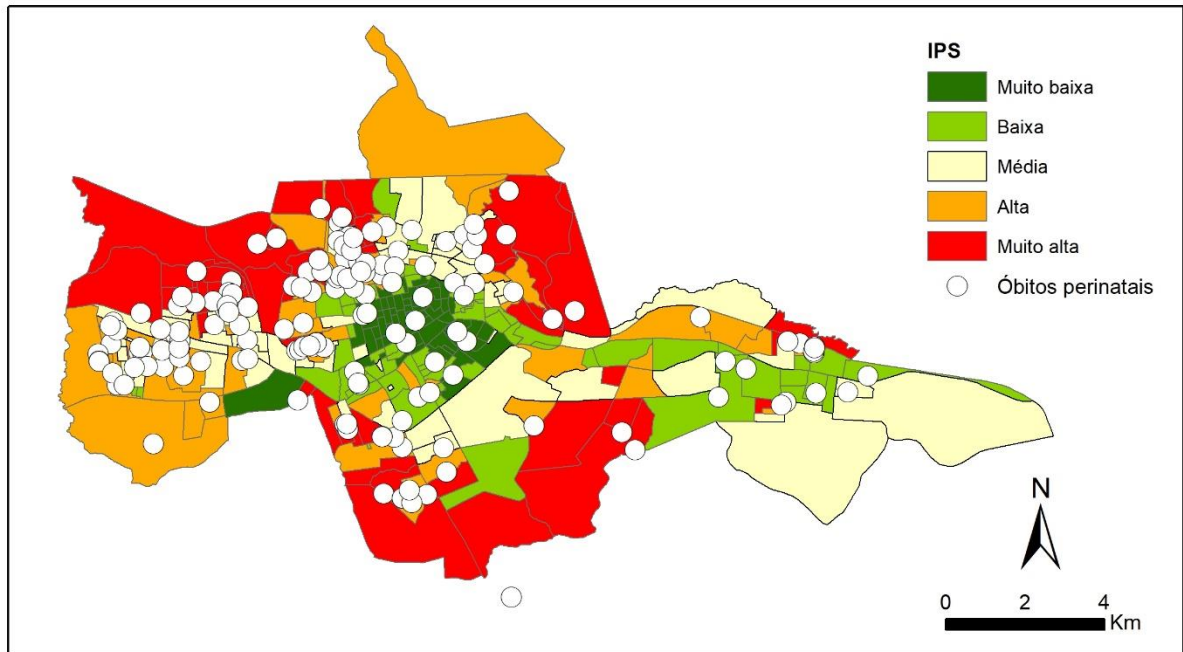 IPS
Muito baixa
Baixa
Média
Alta
Muito alta
Óbitos perinatais
N
0 2 4
Km